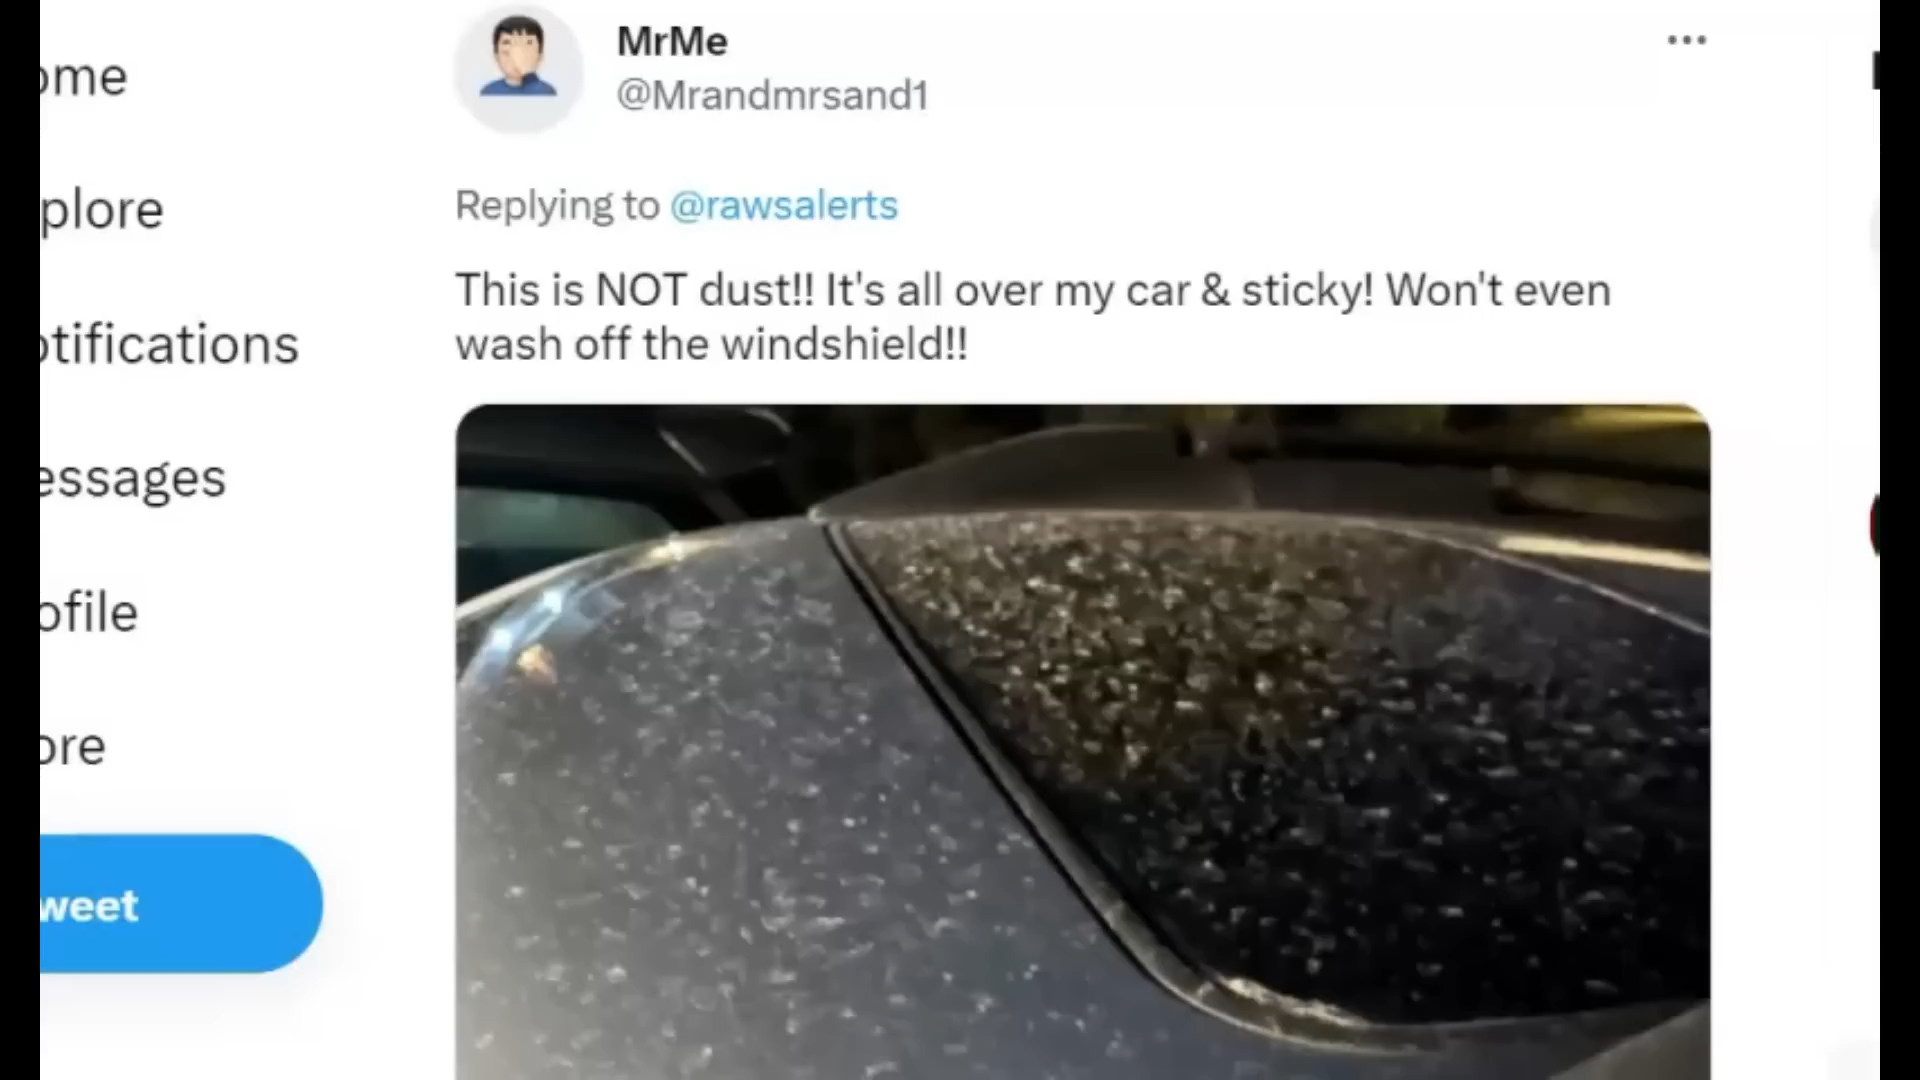 ome
plore
otifications
essages
ofile
ore
weet
MrMe
@Mrandmrsand1
Replying to @rawsalerts
This is NOT dust!! It's all over my car & sticky! Won't even
wash off the windshield!!